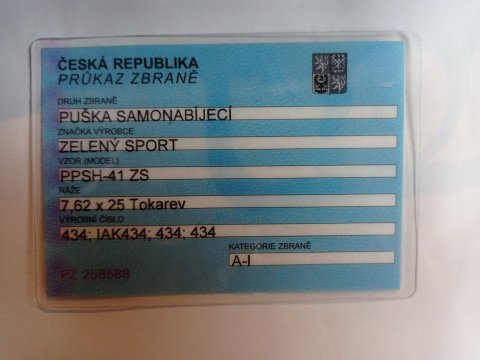 ČESKÁ REPUBLIKA
PRŮKAZ ZBRANĚ
DRUH ZBRANĚ
PUŠKA SAMONABÍJECÍ
ZNAČKA VÝROBCE
ZELENÝ SPORT
VZOR (MODEL)
PPSH-41 ZS
RÁŽE
7,62 x 25 Tokarev
VÝROBNÍ ČÍSLO
434; IAK434; 434; 434
KATEGORIE ZBRANĚ
A-I
PZ